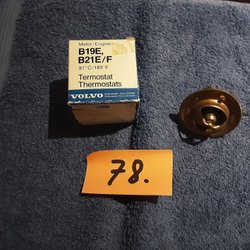 Motor-Engine
B19E,
B21E/F
87°C-189°F
Termostat
Thermostats
VOLVO
78.